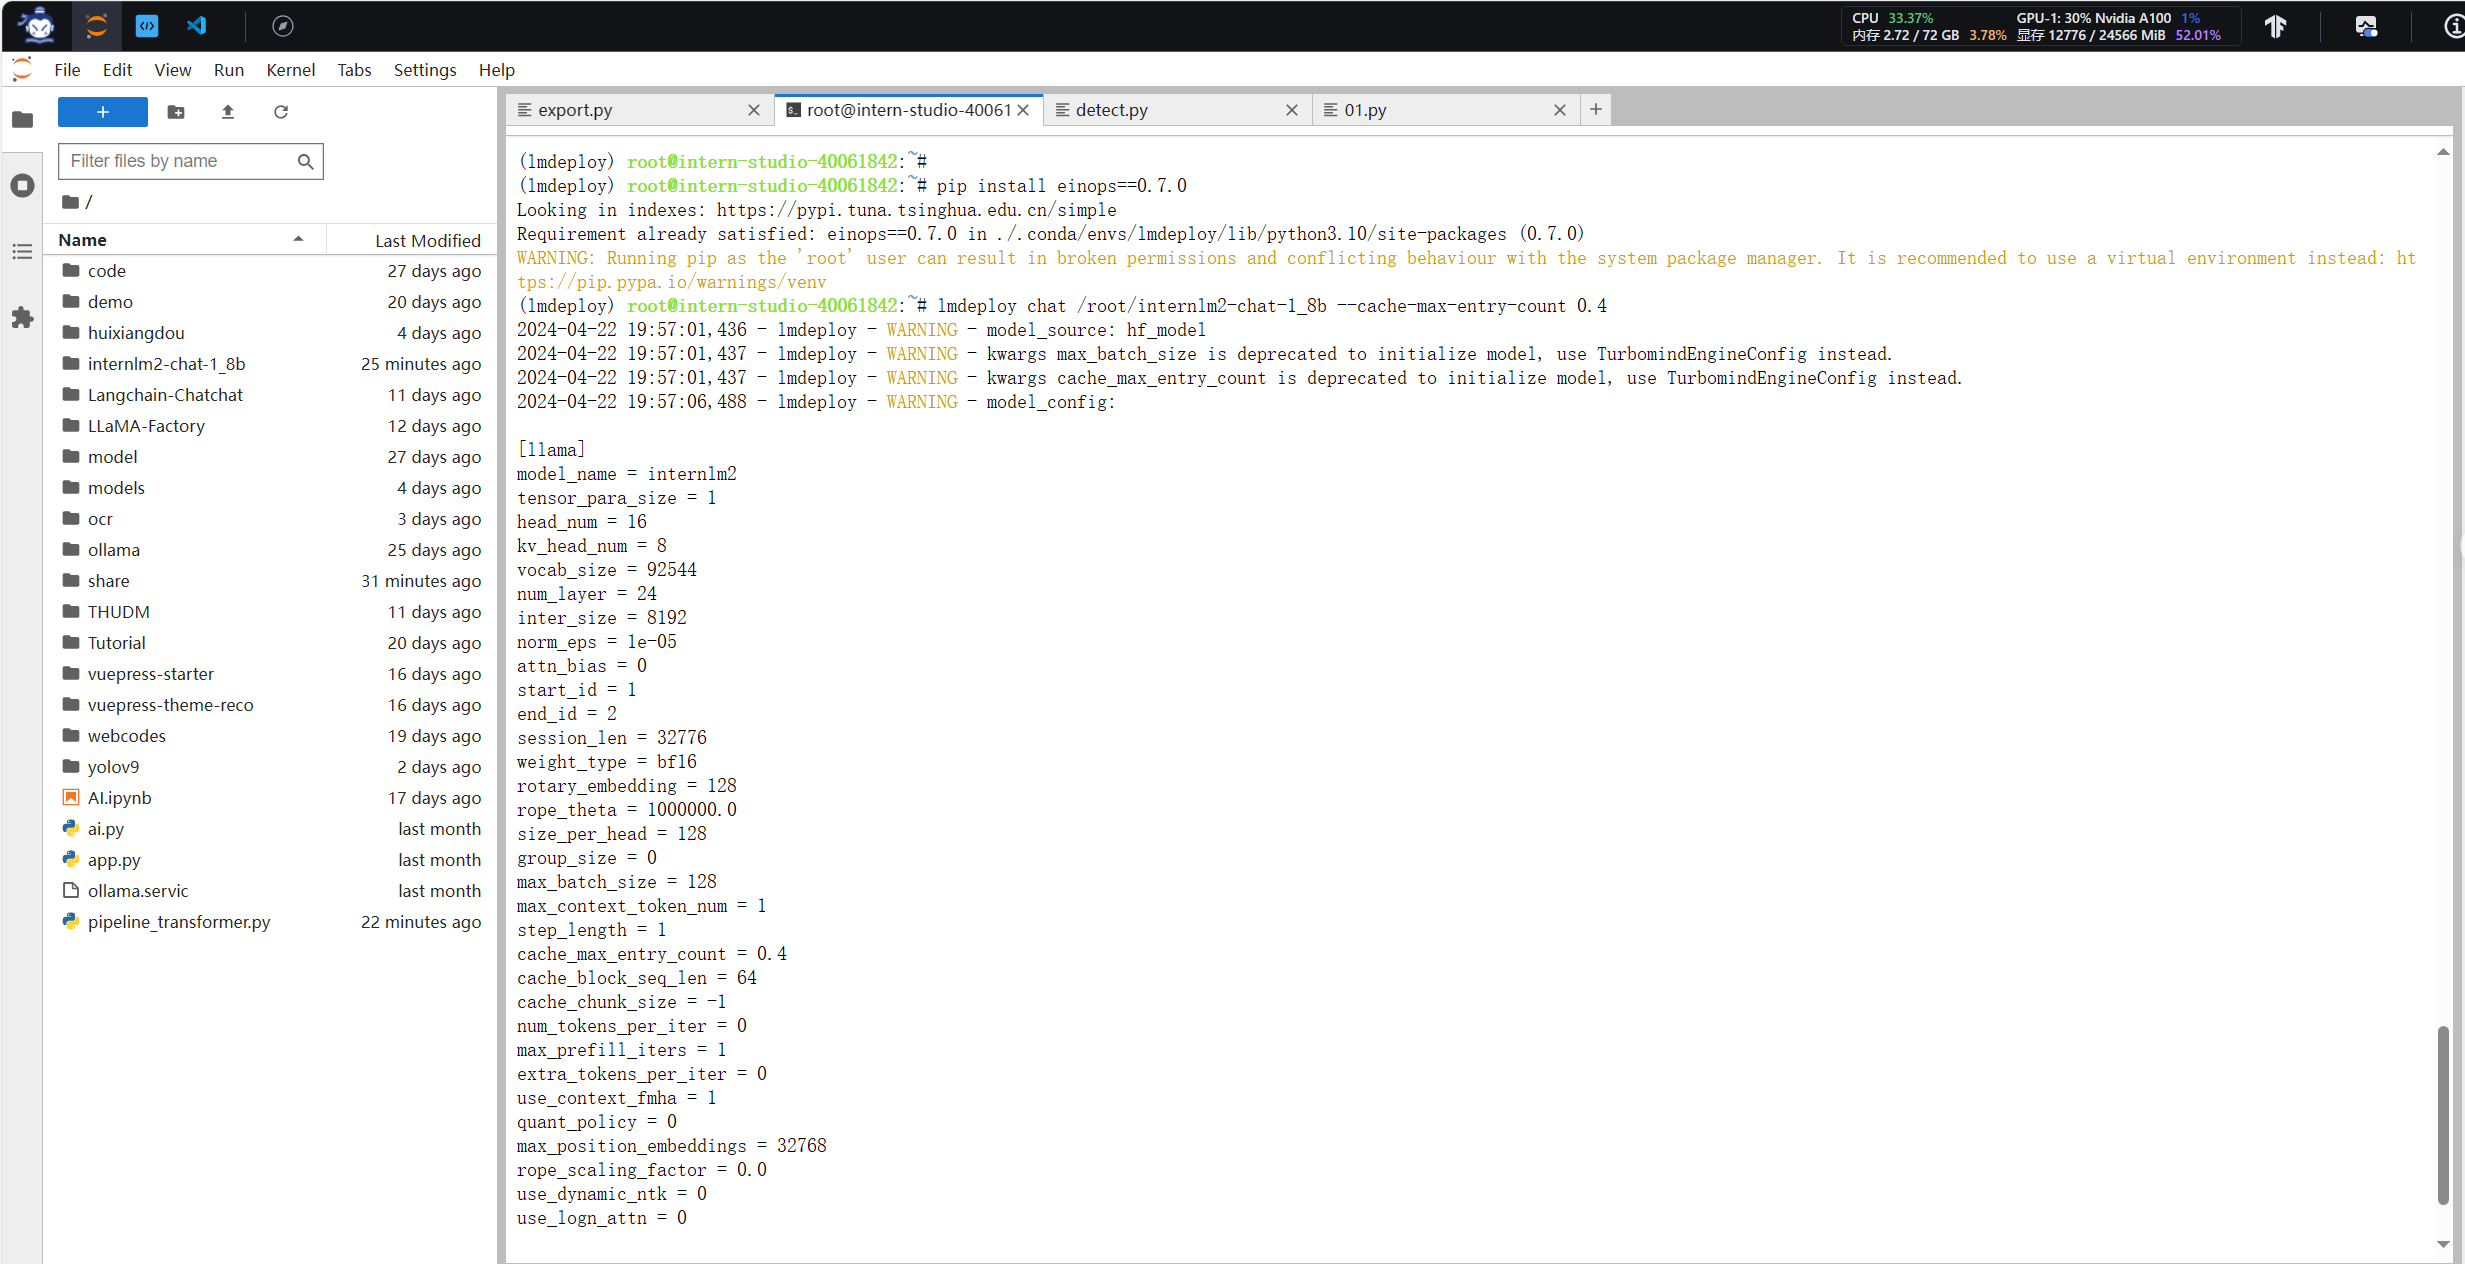 CPU 33.37% GPU-1: 30% Nvidia A100 1%
内存 2.72 / 72 GB 3.78% 显存 12776 / 24566 MiB 52.01%
File Edit View Run Kernel Tabs Settings Help
export.py root@intern-studio-40061 detect.py 01.py
Filter files by name
/
Name Last Modified
code 27 days ago
demo 20 days ago
huixiangdou 4 days ago
internlm2-chat-1_8b 25 minutes ago
Langchain-Chatchat 11 days ago
LLaMA-Factory 12 days ago
model 27 days ago
models 4 days ago
ocr 3 days ago
ollama 25 days ago
share 31 minutes ago
THUDM 11 days ago
Tutorial 20 days ago
vuepress-starter 16 days ago
vuepress-theme-reco 16 days ago
webcodes 19 days ago
yolov9 2 days ago
AI.ipynb 17 days ago
ai.py last month
app.py last month
ollama.servic last month
pipeline_transformer.py 22 minutes ago
(lmdeploy) root@intern-studio-40061842:~#
(lmdeploy) root@intern-studio-40061842:~# pip install einops==0.7.0
Looking in indexes: https://pypi.tuna.tsinghua.edu.cn/simple
Requirement already satisfied: einops==0.7.0 in ./.conda/envs/lmdeploy/lib/python3.10/site-packages (0.7.0)
WARNING: Running pip as the 'root' user can result in broken permissions and conflicting behaviour with the system package manager. It is recommended to use a virtual environment instead: ht
tps://pip.pypa.io/warnings/venv
(lmdeploy) root@intern-studio-40061842:~# lmdeploy chat /root/internlm2-chat-1_8b --cache-max-entry-count 0.4
2024-04-22 19:57:01,436 - lmdeploy - WARNING - model_source: hf_model
2024-04-22 19:57:01,437 - lmdeploy - WARNING - kwargs max_batch_size is deprecated to initialize model, use TurbomindEngineConfig instead.
2024-04-22 19:57:01,437 - lmdeploy - WARNING - kwargs cache_max_entry_count is deprecated to initialize model, use TurbomindEngineConfig instead.
2024-04-22 19:57:06,488 - lmdeploy - WARNING - model_config:
[llama]
model_name = internlm2
tensor_para_size = 1
head_num = 16
kv_head_num = 8
vocab_size = 92544
num_layer = 24
inter_size = 8192
norm_eps = 1e-05
attn_bias = 0
start_id = 1
end_id = 2
session_len = 32776
weight_type = bf16
rotary_embedding = 128
rope_theta = 1000000.0
size_per_head = 128
group_size = 0
max_batch_size = 128
max_context_token_num = 1
step_length = 1
cache_max_entry_count = 0.4
cache_block_seq_len = 64
cache_chunk_size = -1
num_tokens_per_iter = 0
max_prefill_iters = 1
extra_tokens_per_iter = 0
use_context_fmha = 1
quant_policy = 0
max_position_embeddings = 32768
rope_scaling_factor = 0.0
use_dynamic_ntk = 0
use_logn_attn = 0